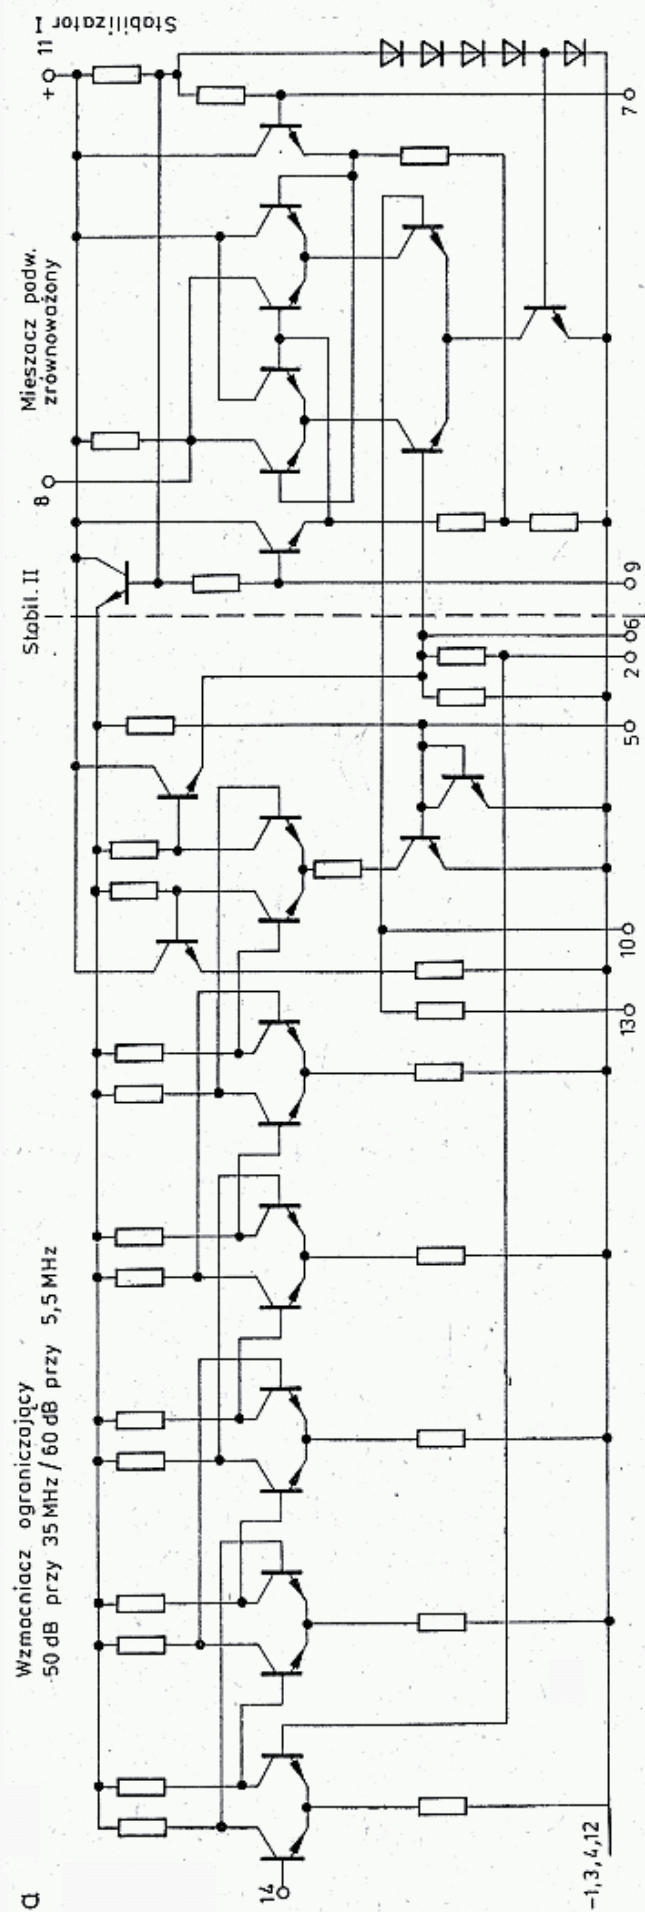 a
Wzmacniacz ograniczający
50 dB przy 35 MHz / 60 dB przy 5,5 MHz
Stabil. II
Mieszacz podw.
zrównoważony
Stabilizator I
14
8
+
11
-1, 3, 4, 12
13
10
5
2
6
9
7